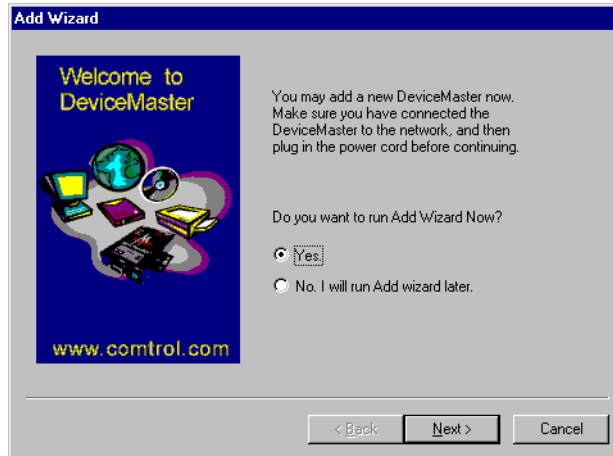 Add Wizard
Welcome to
DeviceMaster
www.comtrol.com
You may add a new DeviceMaster now.
Make sure you have connected the
DeviceMaster to the network, and then
plug in the power cord before continuing.
Do you want to run Add Wizard Now?
Yes.
No. I will run Add wizard later.
< Back
Next >
Cancel